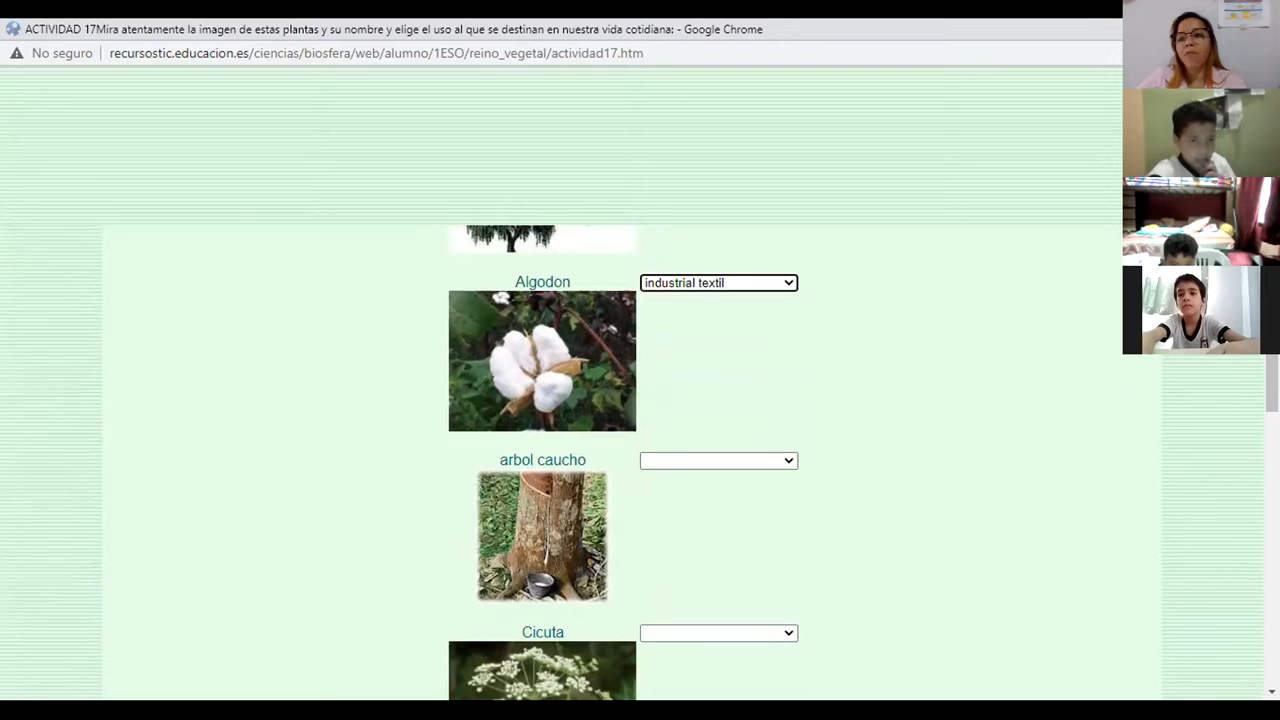 ACTIVIDAD 17Mira atentamente la imagen de estas plantas y su nombre y elige el uso al que se destinan en nuestra vida cotidiana: - Google Chrome
No seguro recursostic.educacion.es/ciencias/biosfera/web/alumno/1ESO/reino_vegetal/actividad17.htm
Algodon industrial textil
arbol caucho
Cicuta